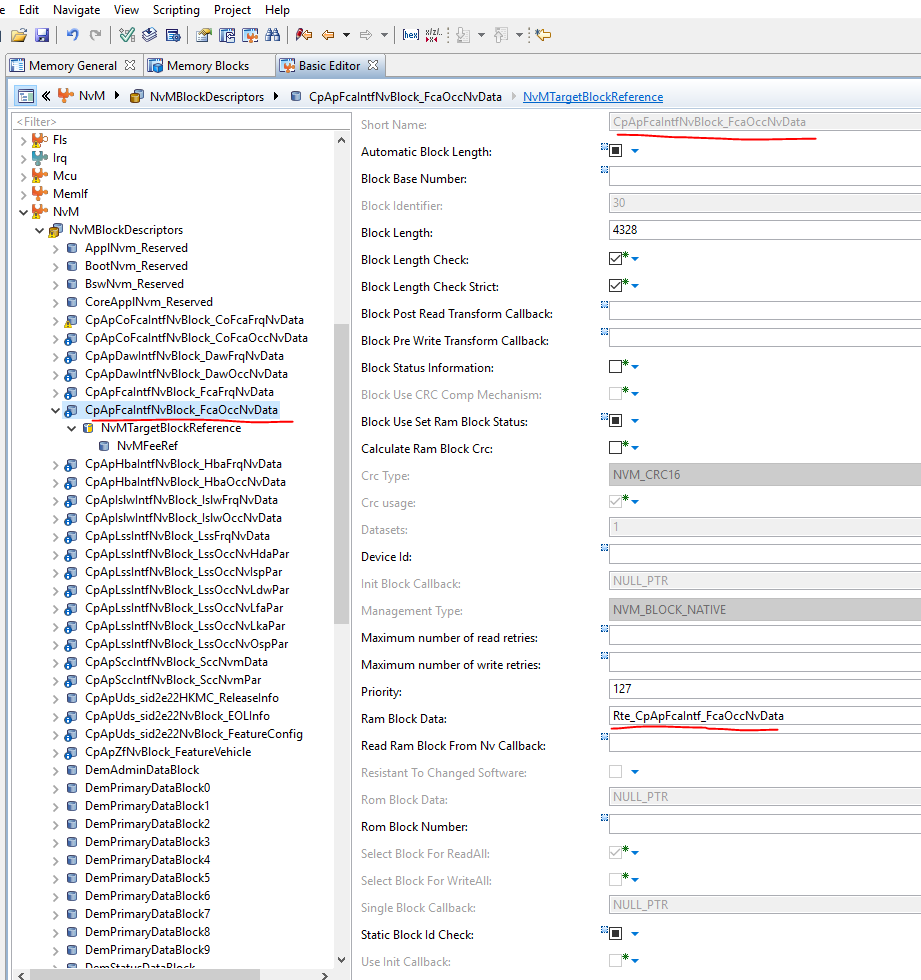 e Edit Navigate View Scripting Project Help
Memory General Memory Blocks Basic Editor
NvM NvMBlockDescriptors CpApFcaIntfNvBlock_FcaOccNvData NvMTargetBlockReference
<Filter>
Fls
Irq
Mcu
MemIf
NvM
NvMBlockDescriptors
ApplNvm_Reserved
BootNvm_Reserved
BswNvm_Reserved
CoreApplNvm_Reserved
CpApCoFcaIntfNvBlock_CoFcaFrqNvData
CpApCoFcaIntfNvBlock_CoFcaOccNvData
CpApDawIntfNvBlock_DawFrqNvData
CpApDawIntfNvBlock_DawOccNvData
CpApFcaIntfNvBlock_FcaFrqNvData
CpApFcaIntfNvBlock_FcaOccNvData
NvMTargetBlockReference
NvMFeeRef
CpApHbaIntfNvBlock_HbaFrqNvData
CpApHbaIntfNvBlock_HbaOccNvData
CpApIslwIntfNvBlock_IslwFrqNvData
CpApIslwIntfNvBlock_IslwOccNvData
CpApLssIntfNvBlock_LssFrqNvData
CpApLssIntfNvBlock_LssOccNvHdaPar
CpApLssIntfNvBlock_LssOccNvIspPar
CpApLssIntfNvBlock_LssOccNvLdwPar
CpApLssIntfNvBlock_LssOccNvLfaPar
CpApLssIntfNvBlock_LssOccNvLkaPar
CpApLssIntfNvBlock_LssOccNvOspPar
CpApSccIntfNvBlock_SccNvmData
CpApSccIntfNvBlock_SccNvmPar
CpApUds_sid2e22HKMC_ReleaseInfo
CpApUds_sid2e22NvBlock_EOLInfo
CpApUds_sid2e22NvBlock_FeatureConfig
CpApZfNvBlock_FeatureVehicle
DemAdminDataBlock
DemPrimaryDataBlock0
DemPrimaryDataBlock1
DemPrimaryDataBlock2
DemPrimaryDataBlock3
DemPrimaryDataBlock4
DemPrimaryDataBlock5
DemPrimaryDataBlock6
DemPrimaryDataBlock7
DemPrimaryDataBlock8
DemPrimaryDataBlock9
DemStatusDataBlock
Short Name: CpApFcaIntfNvBlock_FcaOccNvData
Automatic Block Length:
Block Base Number:
Block Identifier: 30
Block Length: 4328
Block Length Check:
Block Length Check Strict:
Block Post Read Transform Callback:
Block Pre Write Transform Callback:
Block Status Information:
Block Use CRC Comp Mechanism:
Block Use Set Ram Block Status:
Calculate Ram Block Crc:
Crc Type: NVM_CRC16
Crc usage:
Datasets: 1
Device Id:
Init Block Callback: NULL_PTR
Management Type: NVM_BLOCK_NATIVE
Maximum number of read retries:
Maximum number of write retries:
Priority: 127
Ram Block Data: Rte_CpApFcaIntf_FcaOccNvData
Read Ram Block From Nv Callback:
Resistant To Changed Software:
Rom Block Data: NULL_PTR
Rom Block Number:
Select Block For ReadAll:
Select Block For WriteAll:
Single Block Callback: NULL_PTR
Static Block Id Check:
Use Init Callback: